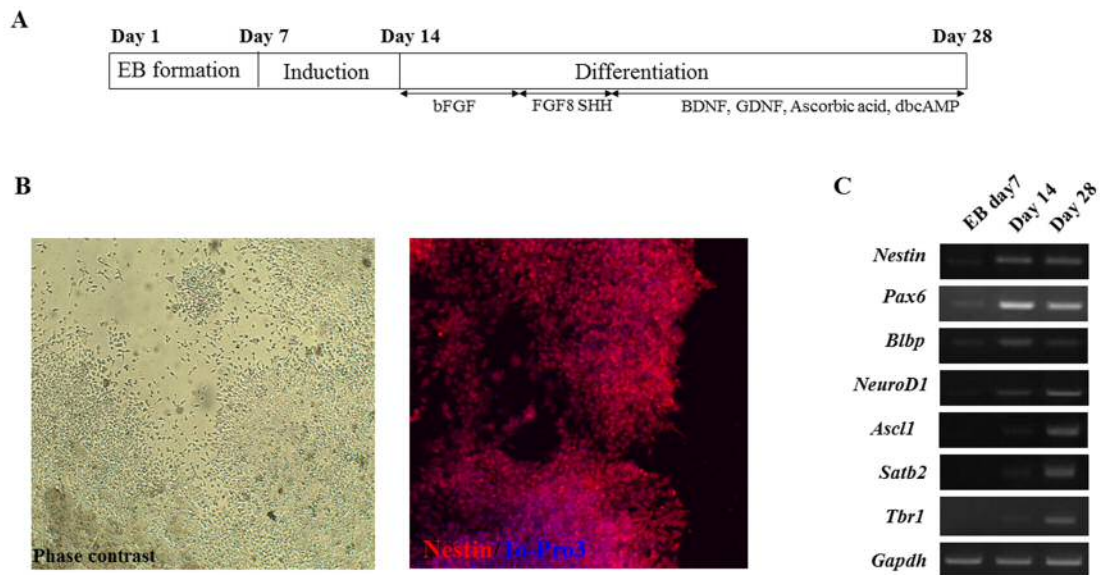 A
Day 1 Day 7 Day 14 Day 28
EB formation Induction Differentiation
bFGF FGF8 SHH BDNF, GDNF, Ascorbic acid, dbcAMP
B
Phase contrast
Nestin/To-Pro3
C
EB day7 Day 14 Day 28
Nestin
Pax6
Blbp
NeuroD1
Ascl1
Satb2
Tbr1
Gapdh